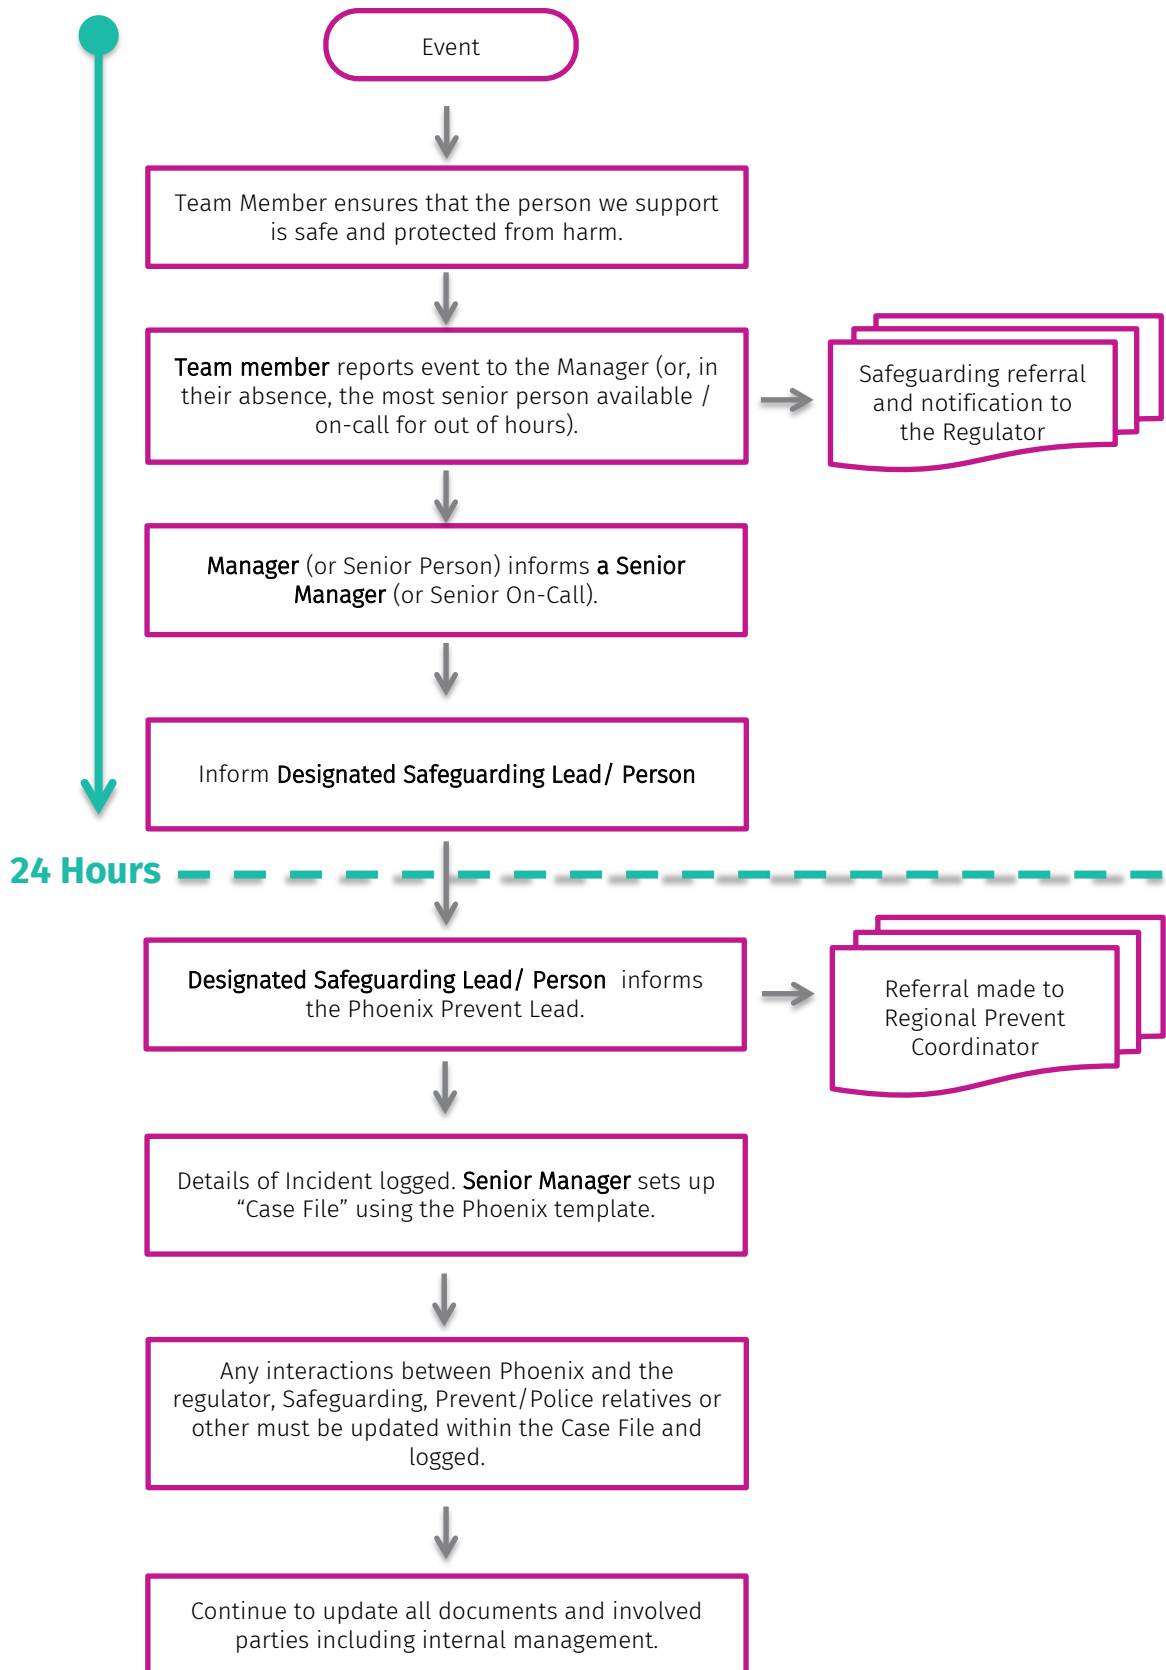 Event
Team Member ensures that the person we support
is safe and protected from harm.
Team member reports event to the Manager (or, in
their absence, the most senior person available /
on-call for out of hours).
Safeguarding referral
and notification to
the Regulator
Manager (or Senior Person) informs a Senior
Manager (or Senior On-Call).
Inform Designated Safeguarding Lead/ Person
24 Hours
Designated Safeguarding Lead/ Person informs
the Phoenix Prevent Lead.
Referral made to
Regional Prevent
Coordinator
Details of Incident logged. Senior Manager sets up
“Case File” using the Phoenix template.
Any interactions between Phoenix and the
regulator, Safeguarding, Prevent/Police relatives or
other must be updated within the Case File and
logged.
Continue to update all documents and involved
parties including internal management.